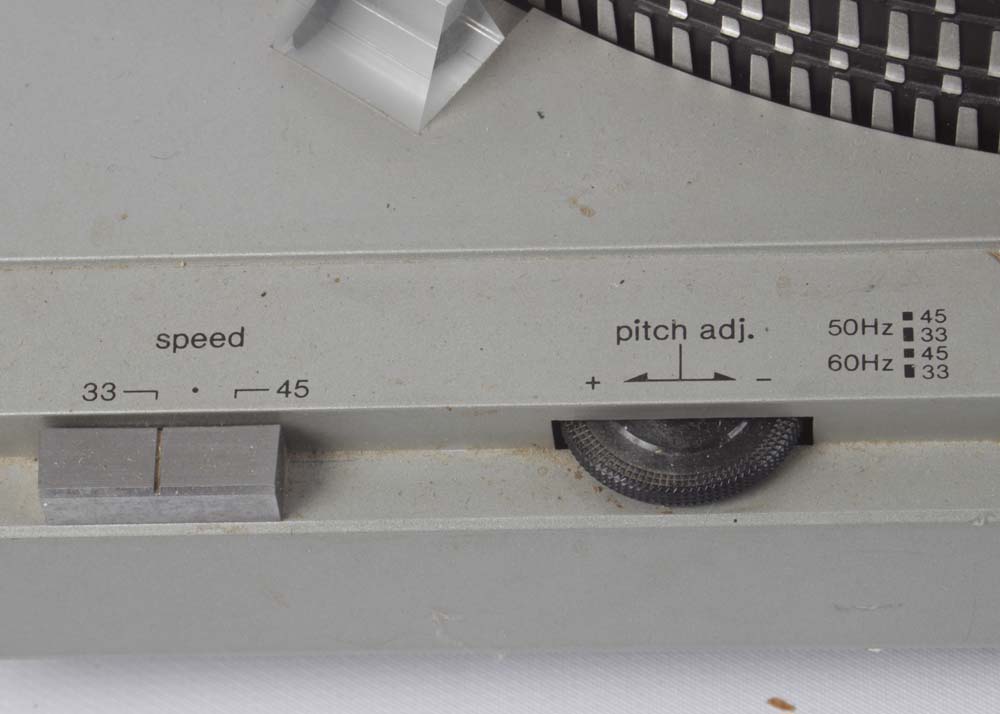 speed
33 • 45
pitch adj.
+ −
50Hz 45
33
60Hz 45
33